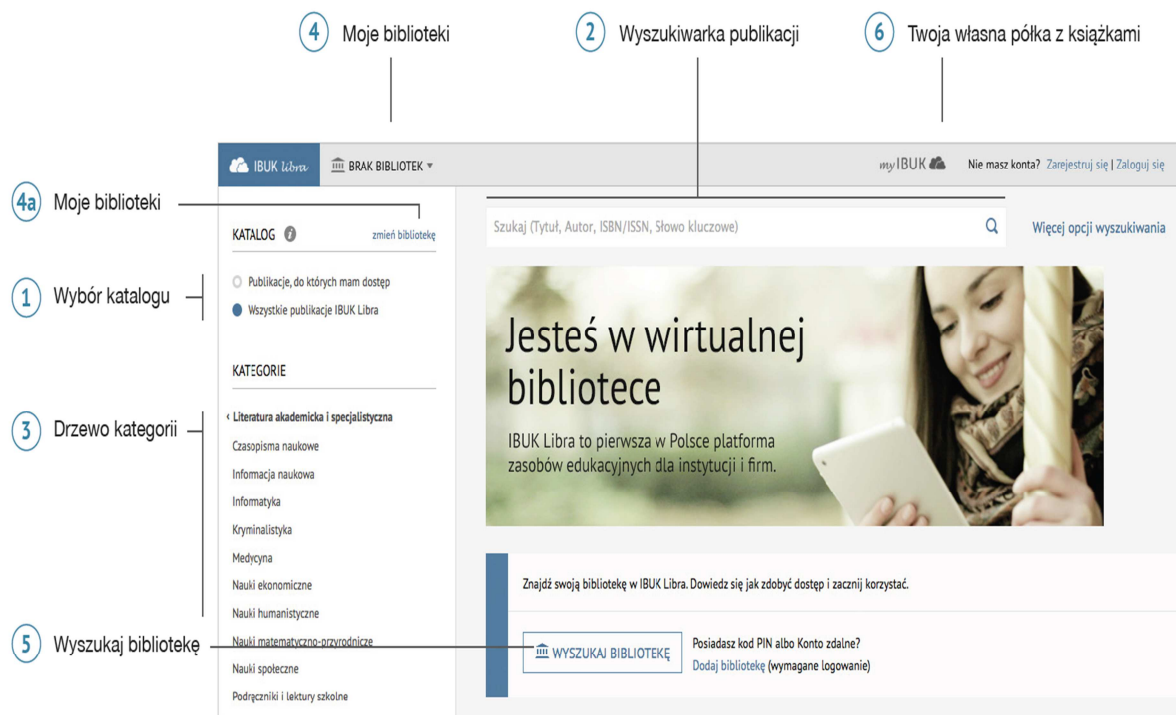 4 Moje biblioteki
2 Wyszukiwarka publikacji
6 Twoja własna półka z książkami
IBUK libra
BRAK BIBLIOTEK
myIBUK
Nie masz konta? Zarejestruj się | Zaloguj się
4a Moje biblioteki
KATALOG i
zmień bibliotekę
Szukaj (Tytuł, Autor, ISBN/ISSN, Słowo kluczowe)
Więcej opcji wyszukiwania
1 Wybór katalogu
Publikacje, do których mam dostęp
Wszystkie publikacje IBUK Libra
KATEGORIE
3 Drzewo kategorii
‹ Literatura akademicka i specjalistyczna
Czasopisma naukowe
Informacja naukowa
Informatyka
Kryminalistyka
Medycyna
Nauki ekonomiczne
Nauki humanistyczne
Nauki matematyczno-przyrodnicze
Nauki społeczne
Podręczniki i lektury szkolne
Jesteś w wirtualnej
bibliotece
IBUK Libra to pierwsza w Polsce platforma
zasobów edukacyjnych dla instytucji i firm.
Znajdź swoją bibliotekę w IBUK Libra. Dowiedz się jak zdobyć dostęp i zacznij korzystać.
5 Wyszukaj bibliotekę
WYSZUKAJ BIBLIOTEKĘ
Posiadasz kod PIN albo Konto zdalne?
Dodaj bibliotekę (wymagane logowanie)